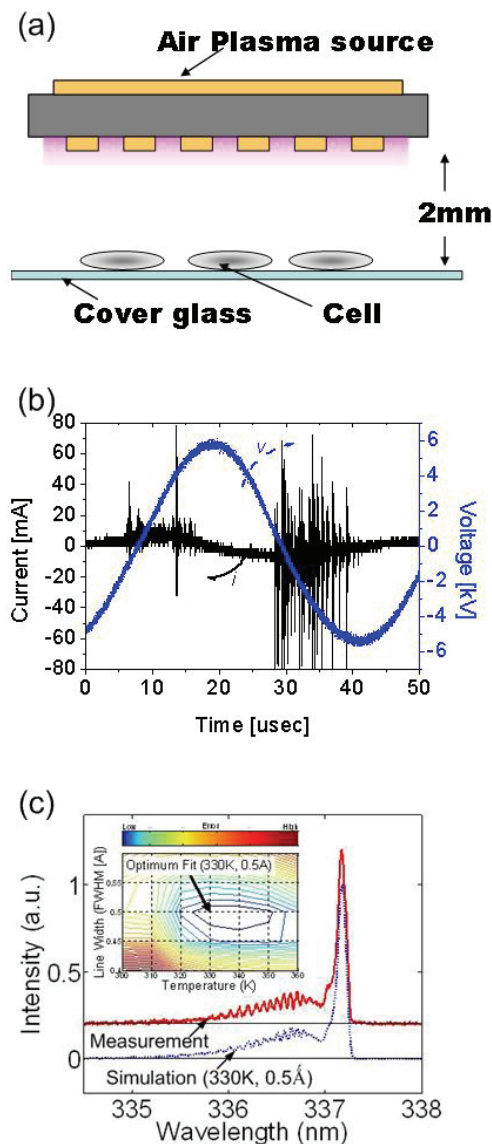 (a)
Air Plasma source
2mm
Cover glass
Cell
(b)
Current [mA]
80
60
40
20
0
-20
-40
-60
-80
V
I
6
4
2
0
-2
-4
-6
Voltage [kV]
0 10 20 30 40 50
Time [usec]
(c)
Low Error High
Optimum Fit (330K, 0.5A)
Line Width (FWHM [A])
0.55
0.5
0.45
300 310 320 330 340 350 360
Temperature (K)
Intensity (a.u.)
1
0.5
0
Measurement
Simulation (330K, 0.5Å)
335 336 337 338
Wavelength (nm)